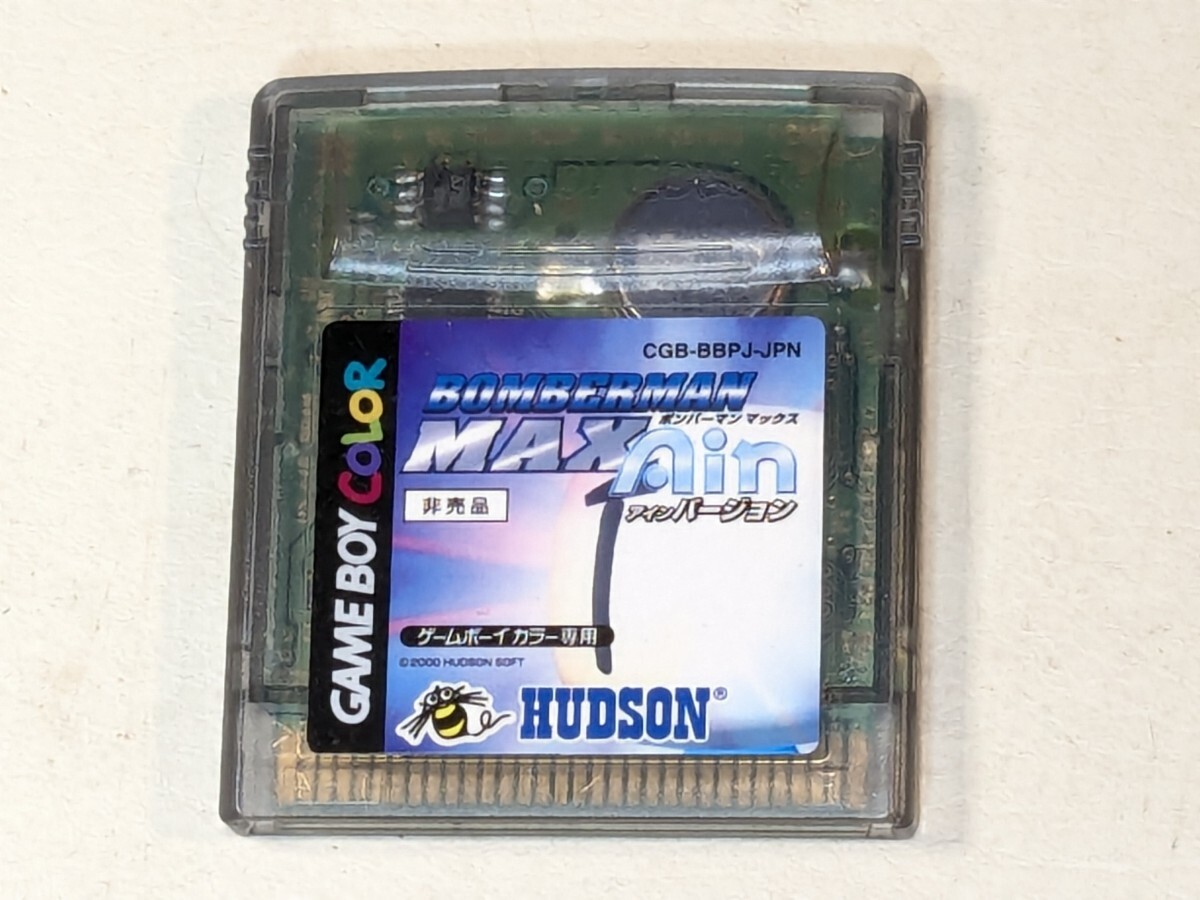 CGB-BBPJ-JPN
BOMBERMAN
ボンバーマン マックス
MAX Ain
アインバージョン
非売品
1
ゲームボーイカラー専用
©2000 HUDSON SOFT
HUDSON®
GAME BOY COLOR